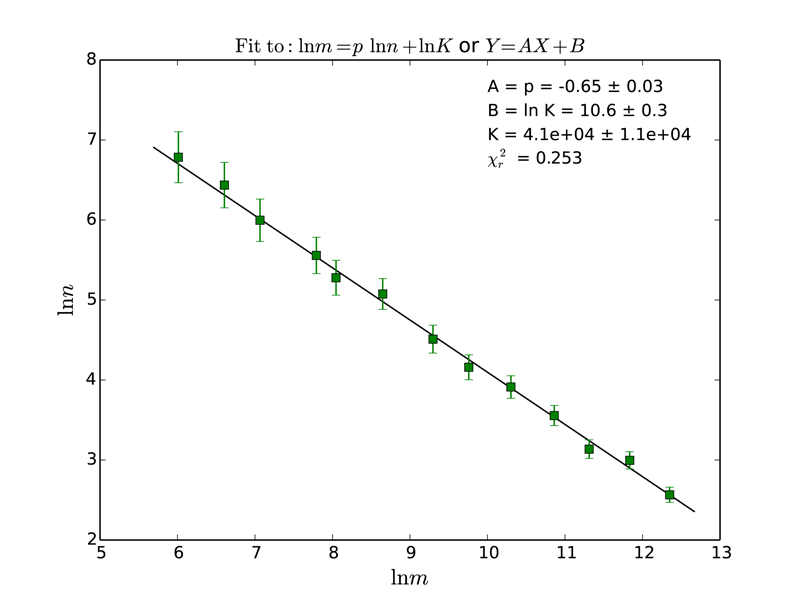 Fit to: lnm=p lnn+lnK or Y=AX+B
A = p = -0.65 ± 0.03
B = ln K = 10.6 ± 0.3
K = 4.1e+04 ± 1.1e+04
χ²ᵣ = 0.253
8
7
6
5
4
3
2
lnn
5 6 7 8 9 10 11 12 13
lnm